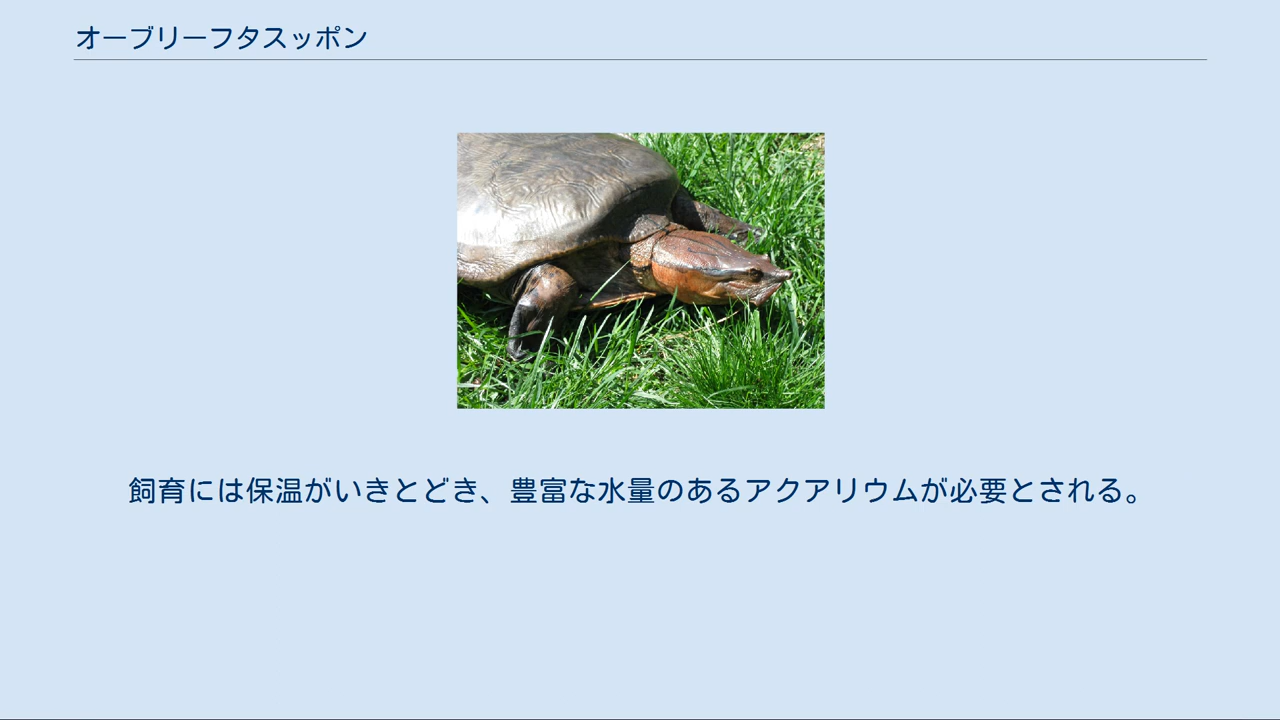 オーブリーフタスッポン
飼育には保温がいきとどき、豊富な水量のあるアクアリウムが必要とされる。